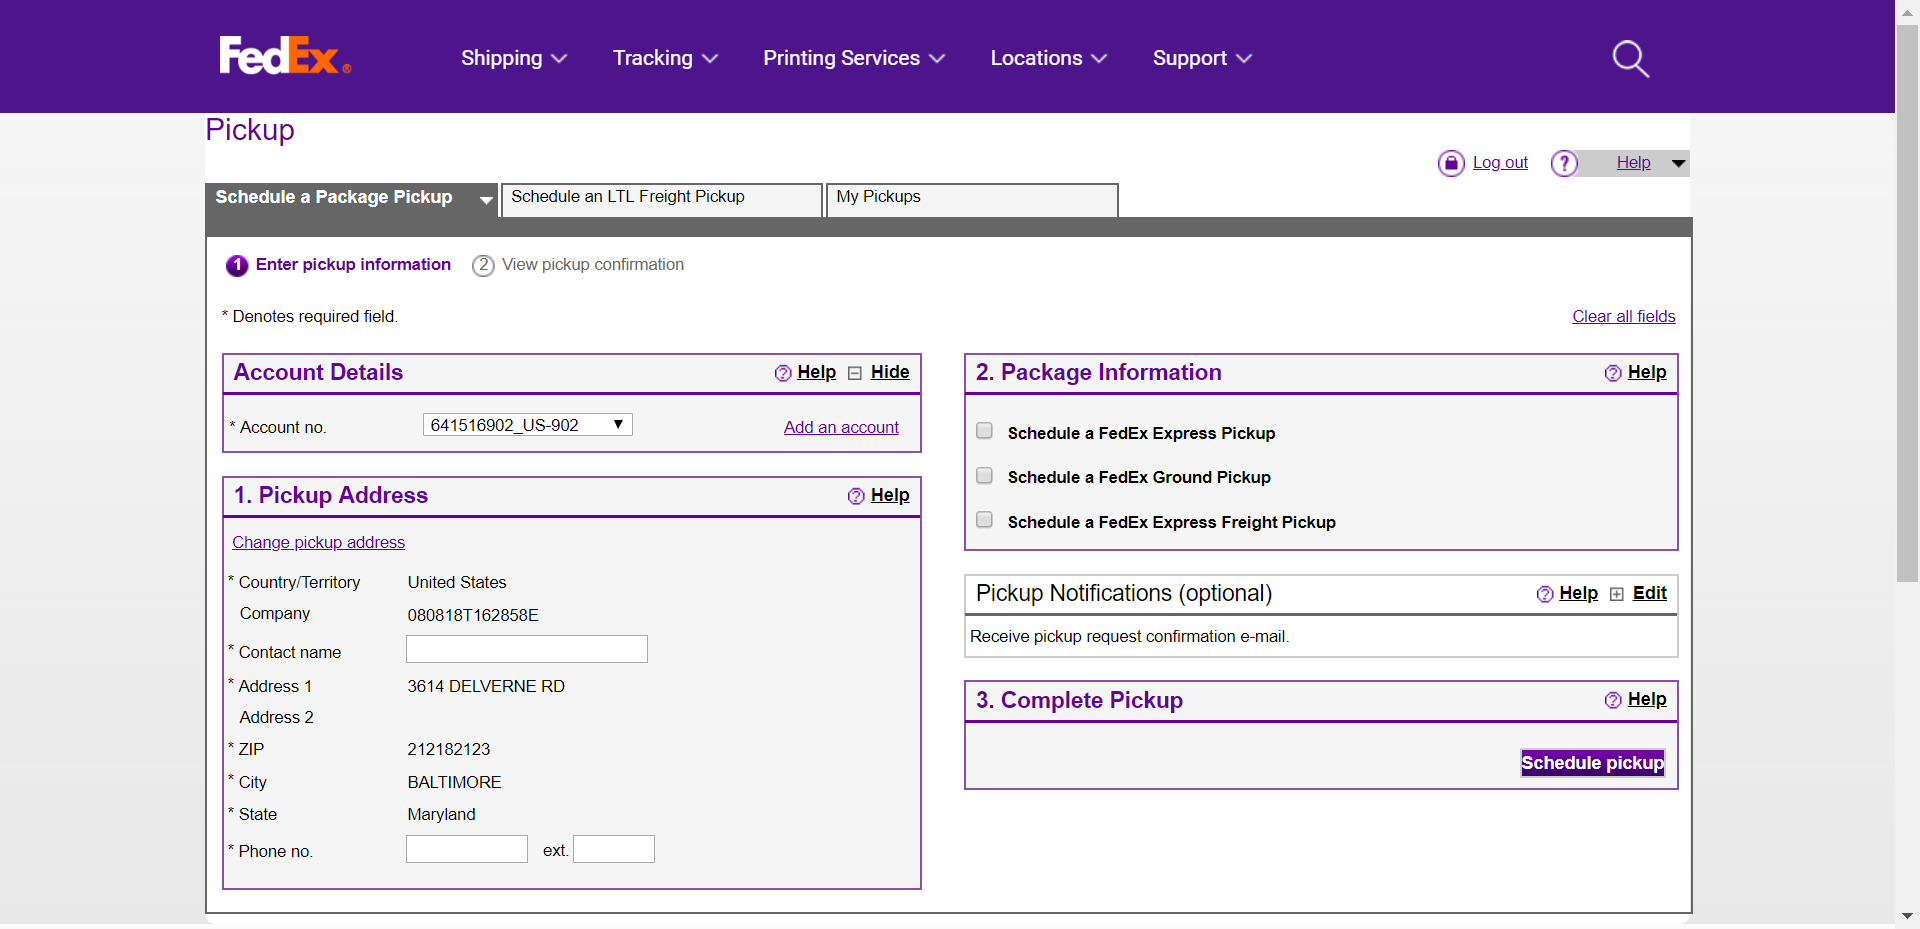 FedEx®
Shipping Tracking Printing Services Locations Support
Pickup
Log out ? Help
Schedule a Package Pickup Schedule an LTL Freight Pickup My Pickups
1 Enter pickup information 2 View pickup confirmation
* Denotes required field. Clear all fields
Account Details ? Help Hide
* Account no. 641516902_US-902 Add an account
1. Pickup Address ? Help
Change pickup address
* Country/Territory United States
Company 080818T162858E
* Contact name
* Address 1 3614 DELVERNE RD
Address 2
* ZIP 212182123
* City BALTIMORE
* State Maryland
* Phone no. ext.
2. Package Information ? Help
Schedule a FedEx Express Pickup
Schedule a FedEx Ground Pickup
Schedule a FedEx Express Freight Pickup
Pickup Notifications (optional) ? Help Edit
Receive pickup request confirmation e-mail.
3. Complete Pickup ? Help
Schedule pickup